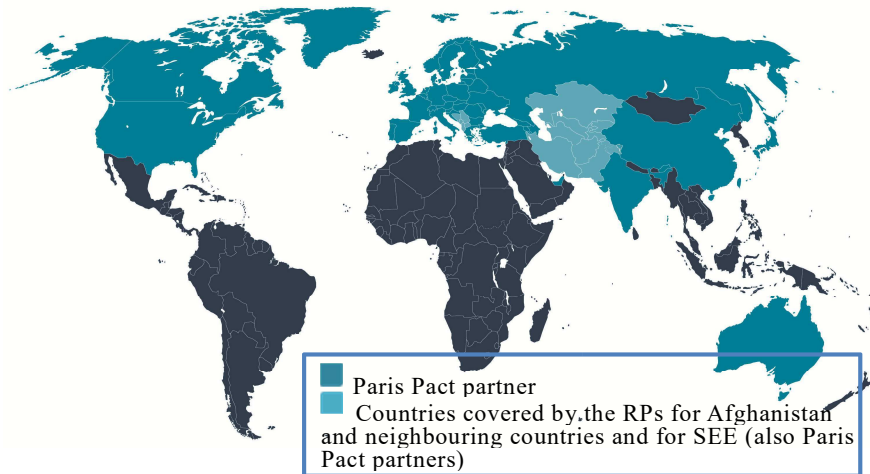 Paris Pact partner
Countries covered by.the RPs for Afghanistan
and neighbouring countries and for SEE (also Paris
Pact partners)